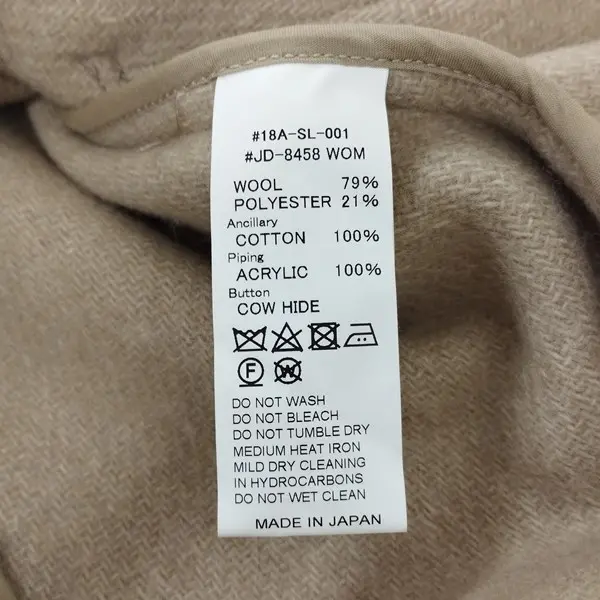 #18A-SL-001
#JD-8458 WOM
WOOL 79%
POLYESTER 21%
Ancillary
COTTON 100%
Piping
ACRYLIC 100%
Button
COW HIDE
F W
DO NOT WASH
DO NOT BLEACH
DO NOT TUMBLE DRY
MEDIUM HEAT IRON
MILD DRY CLEANING
IN HYDROCARBONS
DO NOT WET CLEAN
MADE IN JAPAN